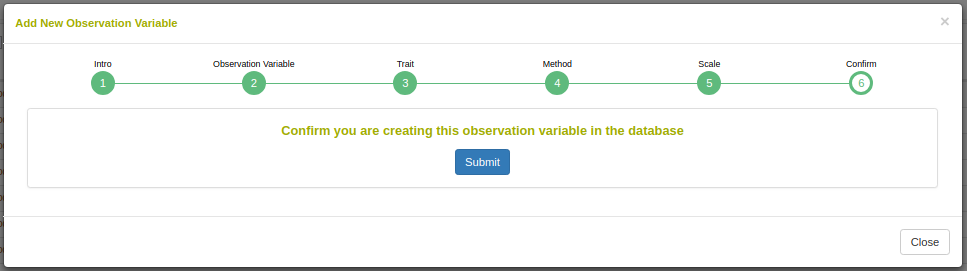 Add New Observation Variable ×
Intro Observation Variable Trait Method Scale Confirm
1 2 3 4 5 6
Confirm you are creating this observation variable in the database
Submit
Close